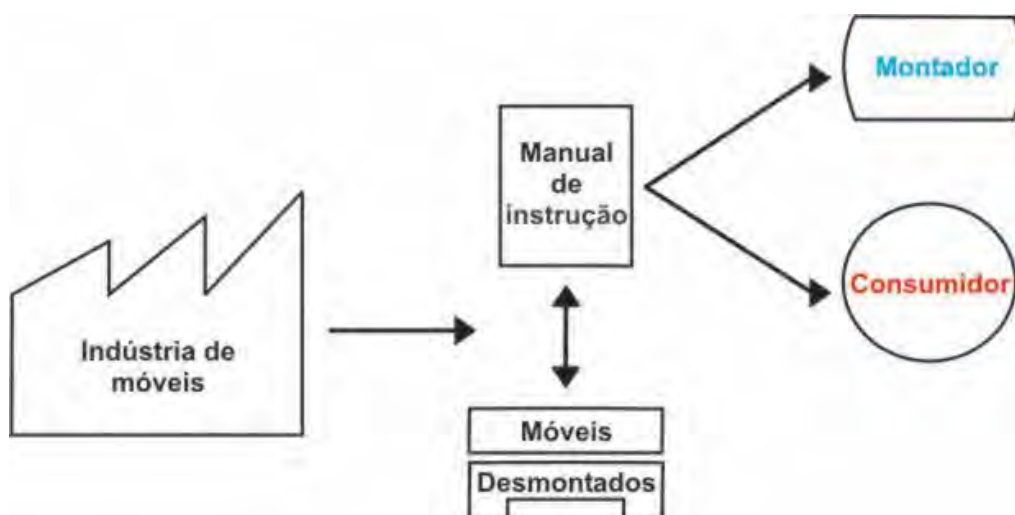 Montador
Manual
de
instrução
Consumidor
Indústria de
móveis
Móveis
Desmontados